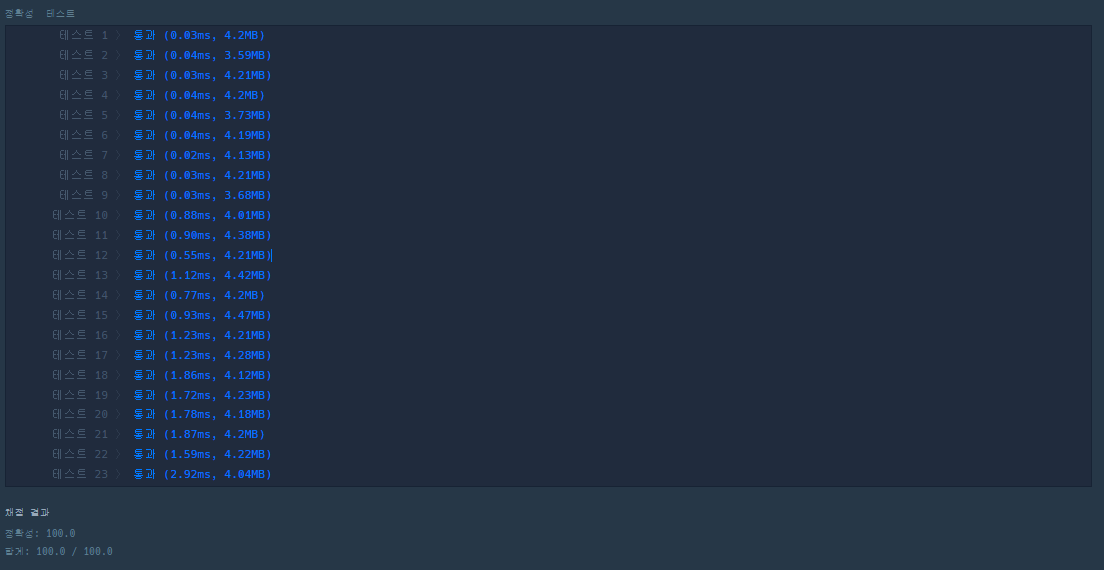 정확성  테스트
테스트 1 〉 통과 (0.03ms, 4.2MB)
테스트 2 〉 통과 (0.04ms, 3.59MB)
테스트 3 〉 통과 (0.03ms, 4.21MB)
테스트 4 〉 통과 (0.04ms, 4.2MB)
테스트 5 〉 통과 (0.04ms, 3.73MB)
테스트 6 〉 통과 (0.04ms, 4.19MB)
테스트 7 〉 통과 (0.02ms, 4.13MB)
테스트 8 〉 통과 (0.03ms, 4.21MB)
테스트 9 〉 통과 (0.03ms, 3.68MB)
테스트 10 〉 통과 (0.88ms, 4.01MB)
테스트 11 〉 통과 (0.90ms, 4.38MB)
테스트 12 〉 통과 (0.55ms, 4.21MB)
테스트 13 〉 통과 (1.12ms, 4.42MB)
테스트 14 〉 통과 (0.77ms, 4.2MB)
테스트 15 〉 통과 (0.93ms, 4.47MB)
테스트 16 〉 통과 (1.23ms, 4.21MB)
테스트 17 〉 통과 (1.23ms, 4.28MB)
테스트 18 〉 통과 (1.86ms, 4.12MB)
테스트 19 〉 통과 (1.72ms, 4.23MB)
테스트 20 〉 통과 (1.78ms, 4.18MB)
테스트 21 〉 통과 (1.87ms, 4.2MB)
테스트 22 〉 통과 (1.59ms, 4.22MB)
테스트 23 〉 통과 (2.92ms, 4.04MB)
채점 결과
정확성: 100.0
합계: 100.0 / 100.0